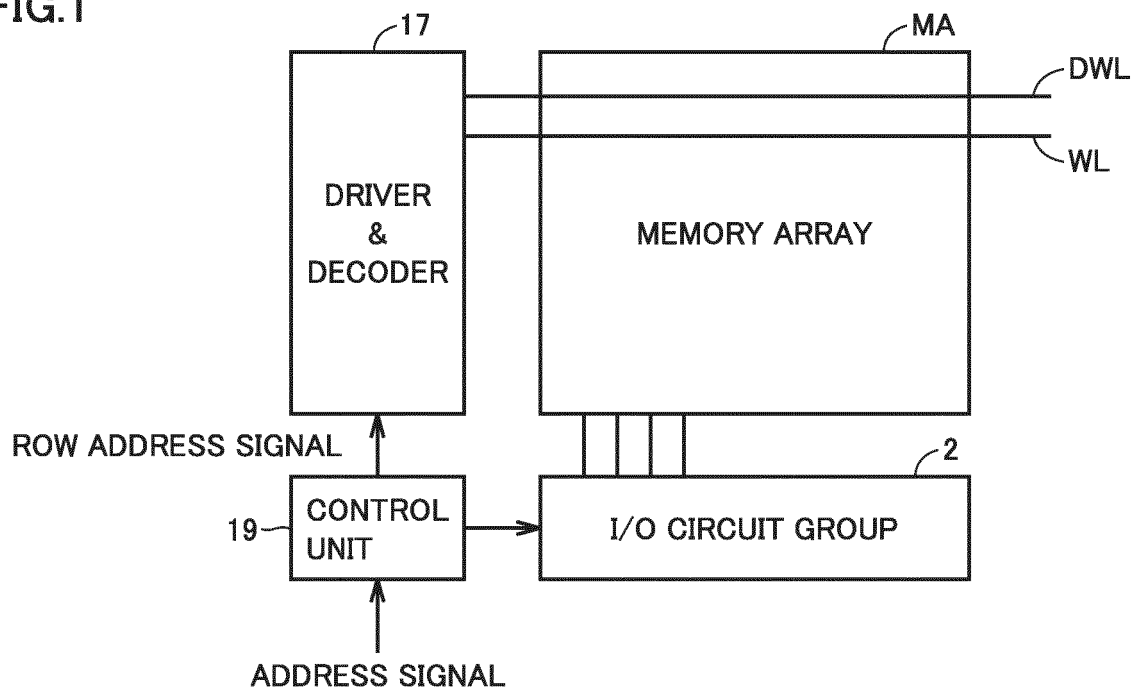 FIG.1
17
MA
DWL
WL
DRIVER
&
DECODER
MEMORY ARRAY
ROW ADDRESS SIGNAL
2
19
CONTROL
UNIT
I/O CIRCUIT GROUP
ADDRESS SIGNAL